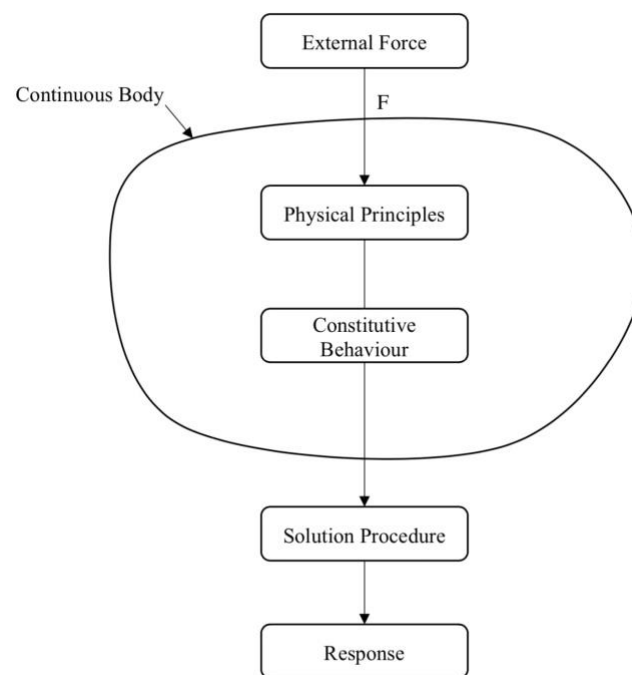 External Force
Continuous Body
F
Physical Principles
Constitutive
Behaviour
Solution Procedure
Response